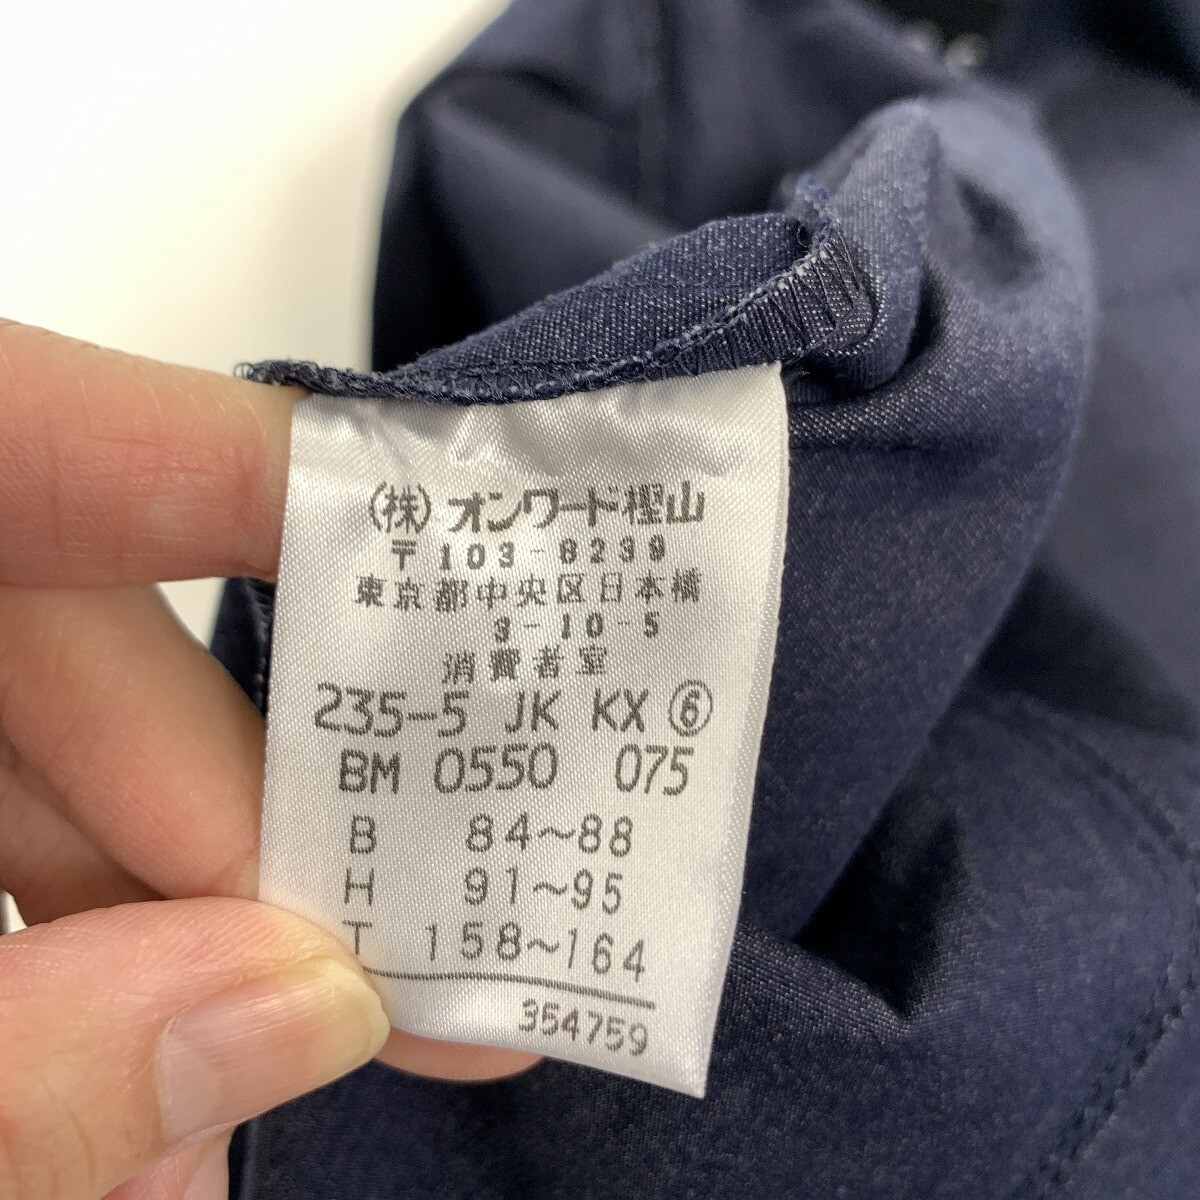 (株)オンワード樫山
〒103-8239
東京都中央区日本橋
3-10-5
消費者室
235-5 JK KX ⑥
BM 0550 075
B 84~88
H 91~95
T 158~164
354759